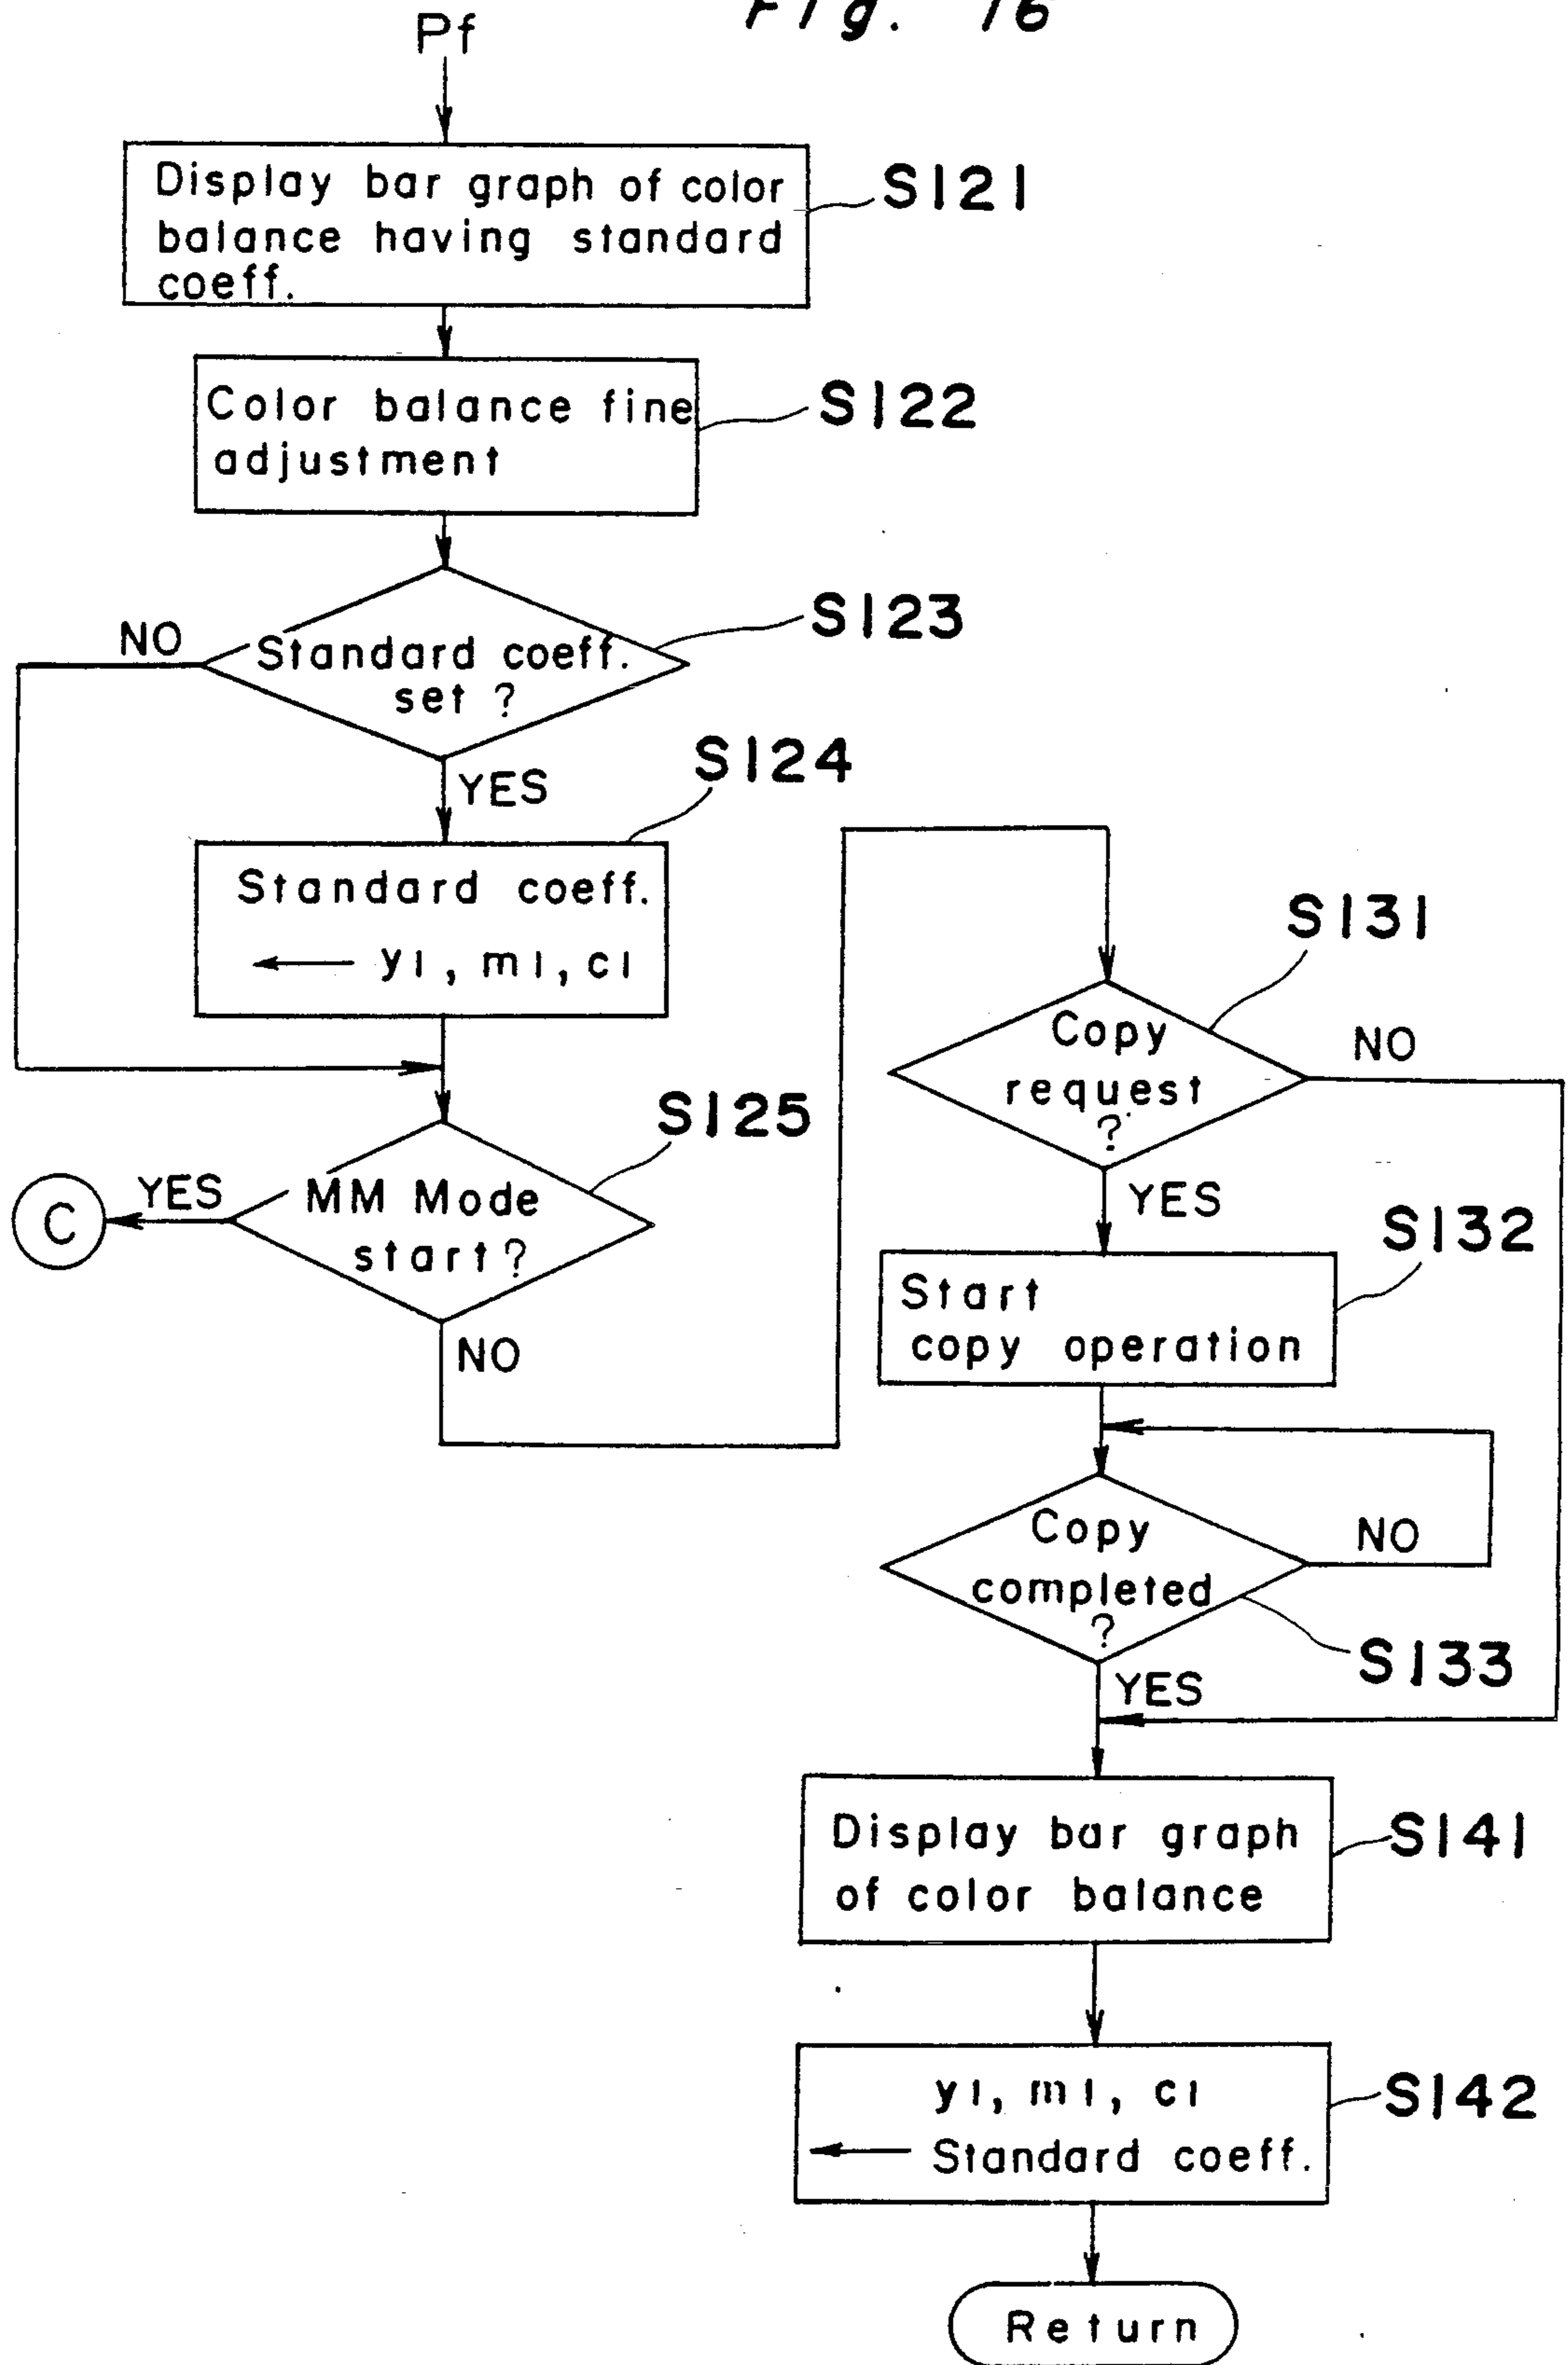 Fig. 16
Pf
Display bar graph of color
balance having standard
coeff.
S121
Color balance fine
adjustment
S122
Standard coeff.
set ?
S123
NO
YES
Standard coeff.
← y1, m1, c1
S124
MM Mode
start?
S125
YES
C
NO
Copy
request
?
S131
NO
YES
Start
copy operation
S132
Copy
completed
?
NO
S133
YES
Display bar graph
of color balance
S141
y1, m1, c1
← Standard coeff.
S142
Return